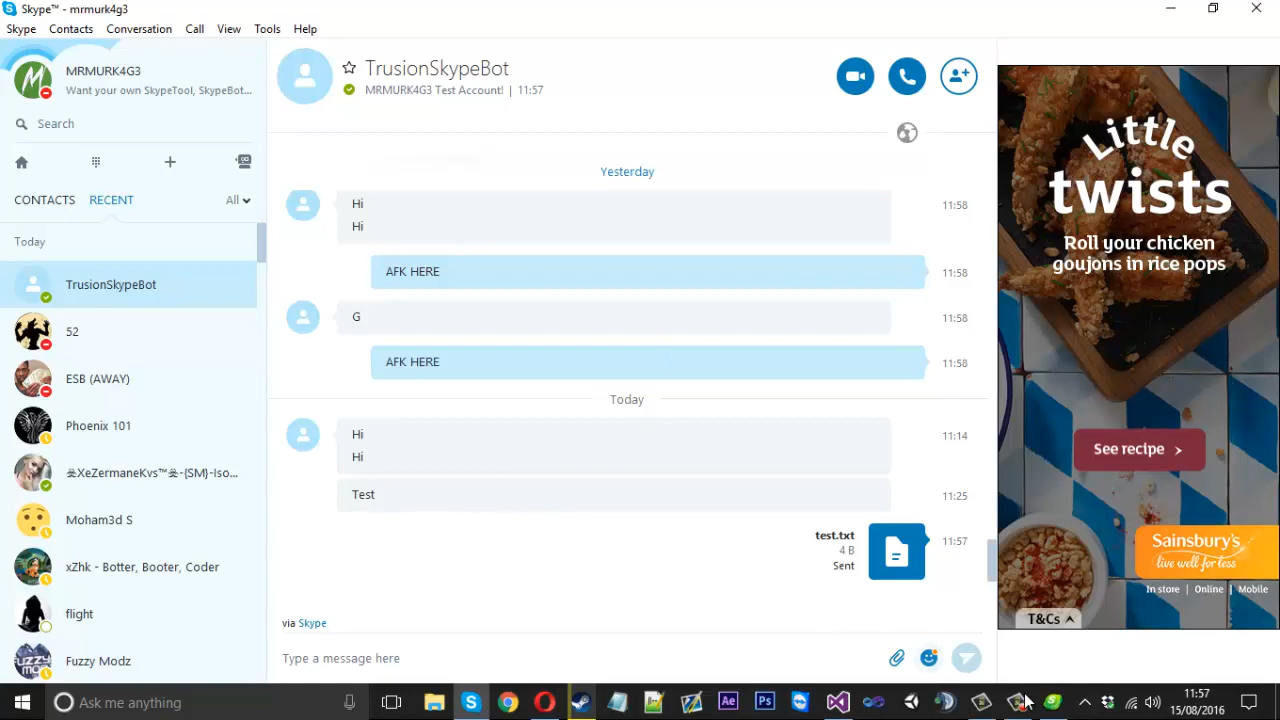 Skype™ - mrmurk4g3
Skype Contacts Conversation Call View Tools Help
MRMURK4G3
Want your own SkypeTool, SkypeBot...
Search
CONTACTS RECENT All
Today
TrusionSkypeBot
52
ESB (AWAY)
Phoenix 101
☠XeZermaneKvs™☠-{SM}-Iso...
Moham3d S
xZhk - Botter, Booter, Coder
flight
Fuzzy Modz
TrusionSkypeBot
MRMURK4G3 Test Account! | 11:57
Yesterday
Hi 11:58
Hi
AFK HERE 11:58
G 11:58
AFK HERE 11:58
Today
Hi 11:14
Hi
Test 11:25
test.txt 11:57
4 B
Sent
via Skype
Type a message here
Little
twists
Roll your chicken
goujons in rice pops
See recipe >
Sainsbury's
live well for less
In store | Online | Mobile
T&Cs
Ask me anything
11:57
15/08/2016